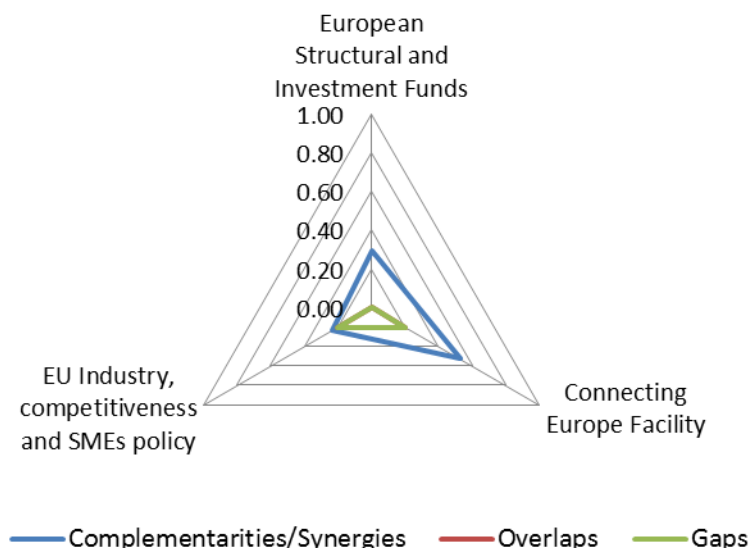 European
Structural and
Investment Funds
1.00
0.80
0.60
0.40
0.20
0.00
EU Industry,
competitiveness
and SMEs policy
Connecting
Europe Facility
Complementarities/Synergies Overlaps Gaps